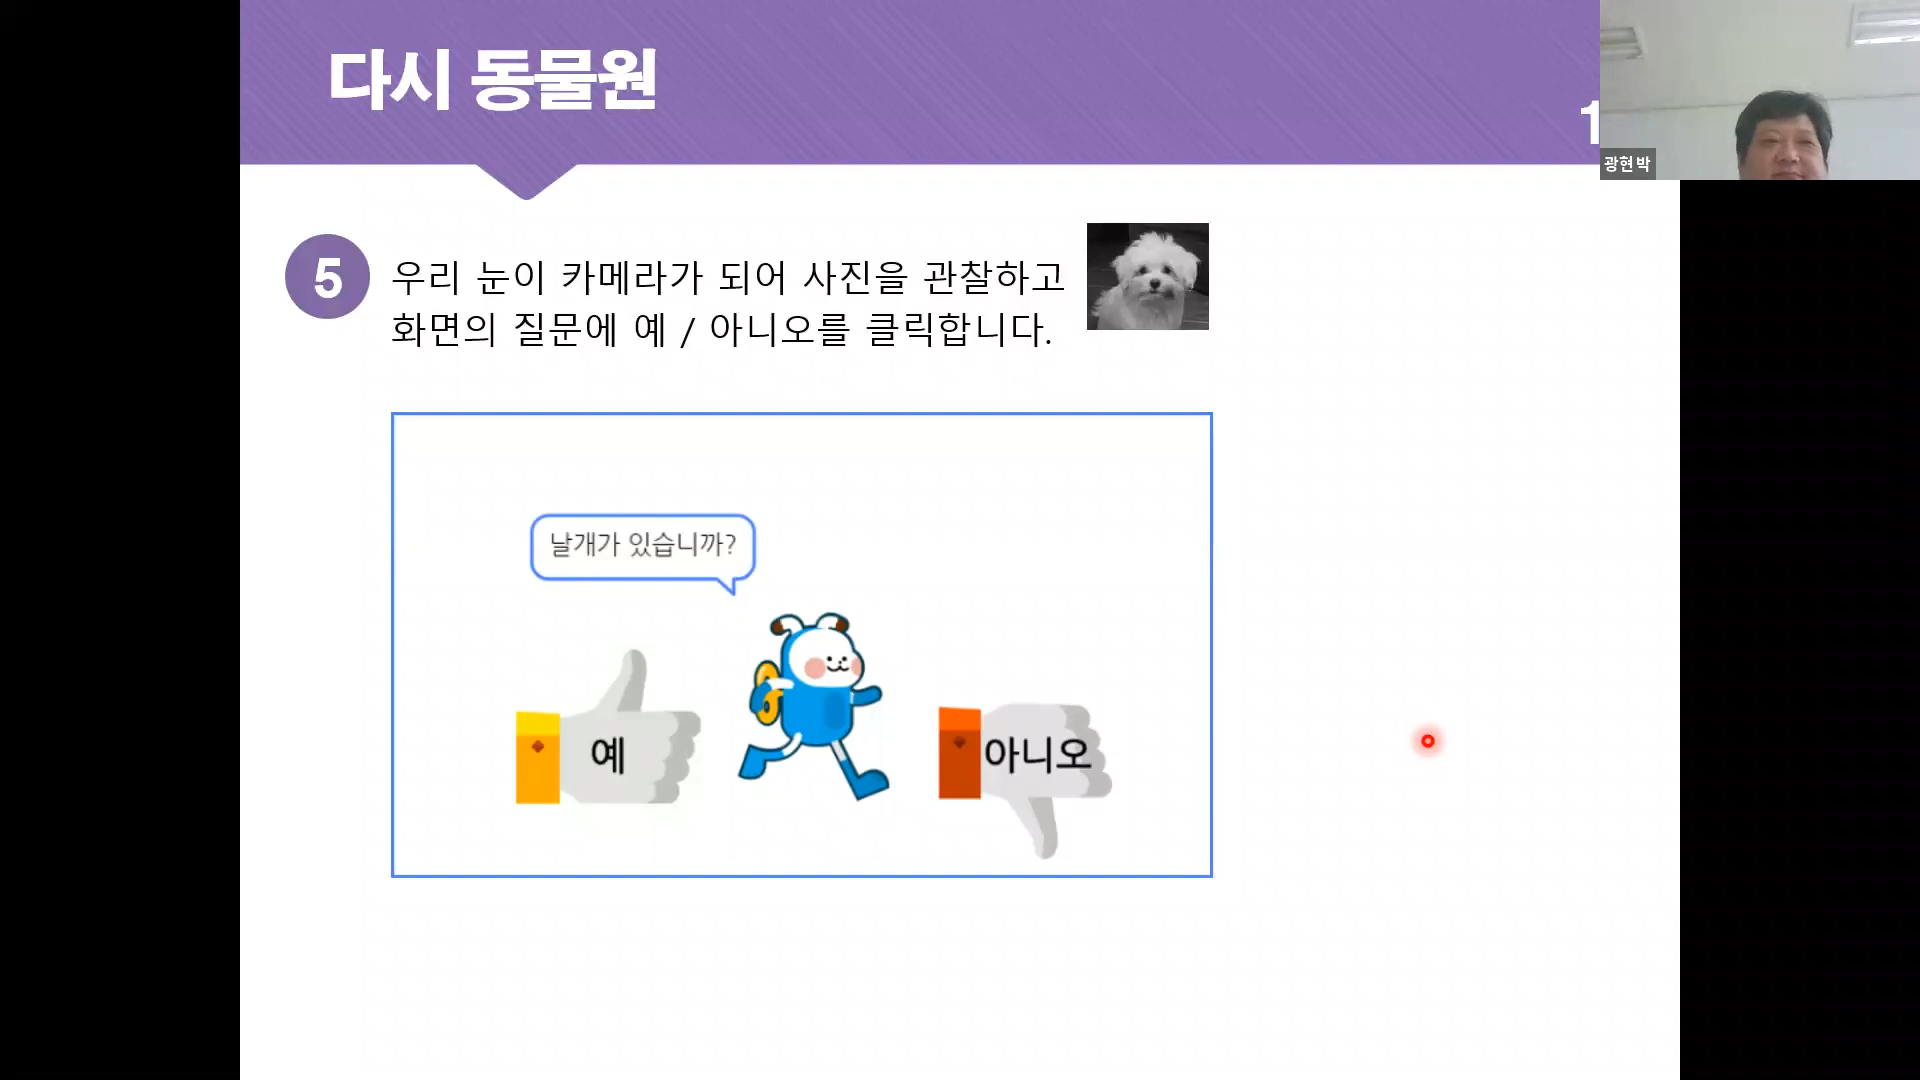 다시 동물원
1
광현 박
5
우리 눈이 카메라가 되어 사진을 관찰하고
화면의 질문에 예 / 아니오를 클릭합니다.
날개가 있습니까?
예
아니오